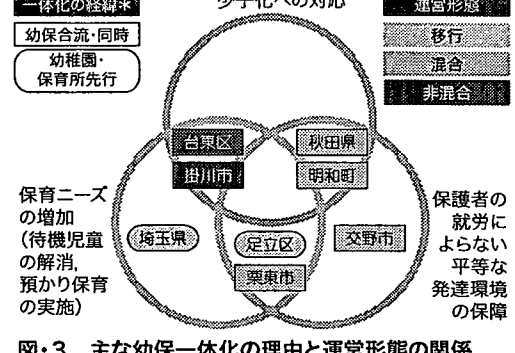 一体化の経緯＊
幼保合流・同時
幼稚園・
保育所先行
少子化への対応
運営形態
移行
混合
非混合
台東区
秋田県
掛川市
明和町
保育ニーズ
の増加
(待機児童
の解消,
預かり保育
の実施)
埼玉県
足立区
栗東市
交野市
保護者の
就労に
よらない
平等な
発達環境
の保障
図・3 主な幼保一体化の理由と運営形態の関係